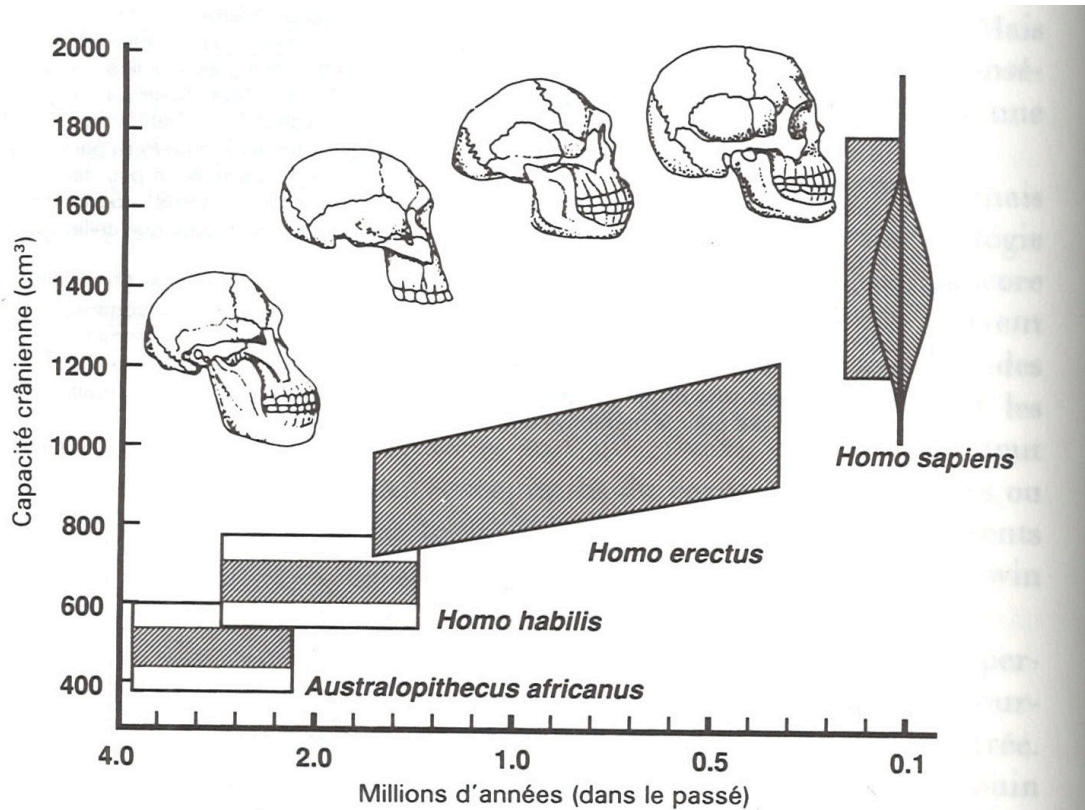 2000
1800
1600
1400
1200
1000
800
600
400
Capacité crânienne (cm³)
Homo sapiens
Homo erectus
Homo habilis
Australopithecus africanus
4.0 2.0 1.0 0.5 0.1
Millions d'années (dans le passé)